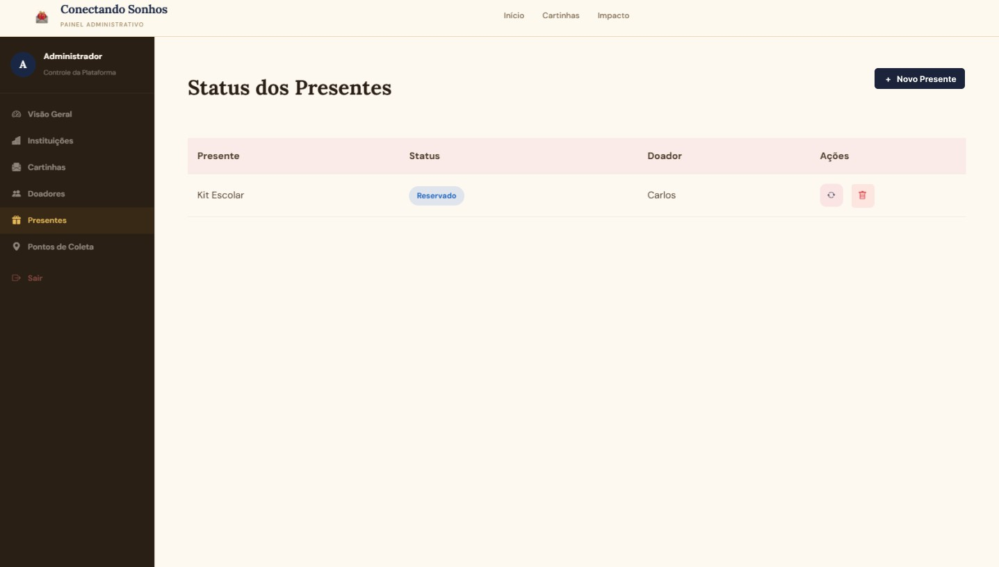 Conectando Sonhos
PAINEL ADMINISTRATIVO
Início Cartinhas Impacto
A
Administrador
Controle da Plataforma
Visão Geral
Instituições
Cartinhas
Doadores
Presentes
Pontos de Coleta
Sair
Status dos Presentes
+ Novo Presente
Presente Status Doador Ações
Kit Escolar Reservado Carlos